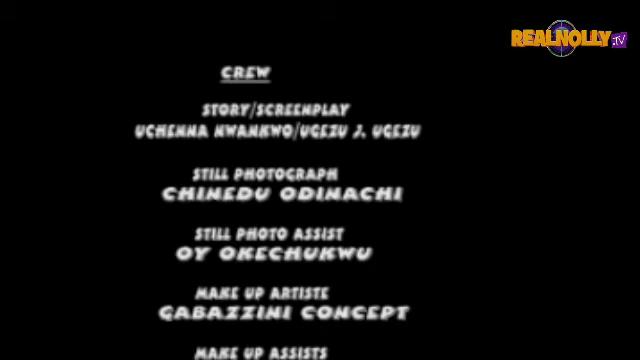 REALNOLLY.TV
CREW
STORY/SCREENPLAY
UCHENNA NWANKWO/UGEZU J. UGEZU
STILL PHOTOGRAPH
CHINEDU ODINACHI
STILL PHOTO ASSIST
OY OKECHUKWU
MAKE UP ARTISTE
GABAZZINI CONCEPT
MAKE UP ASSISTS